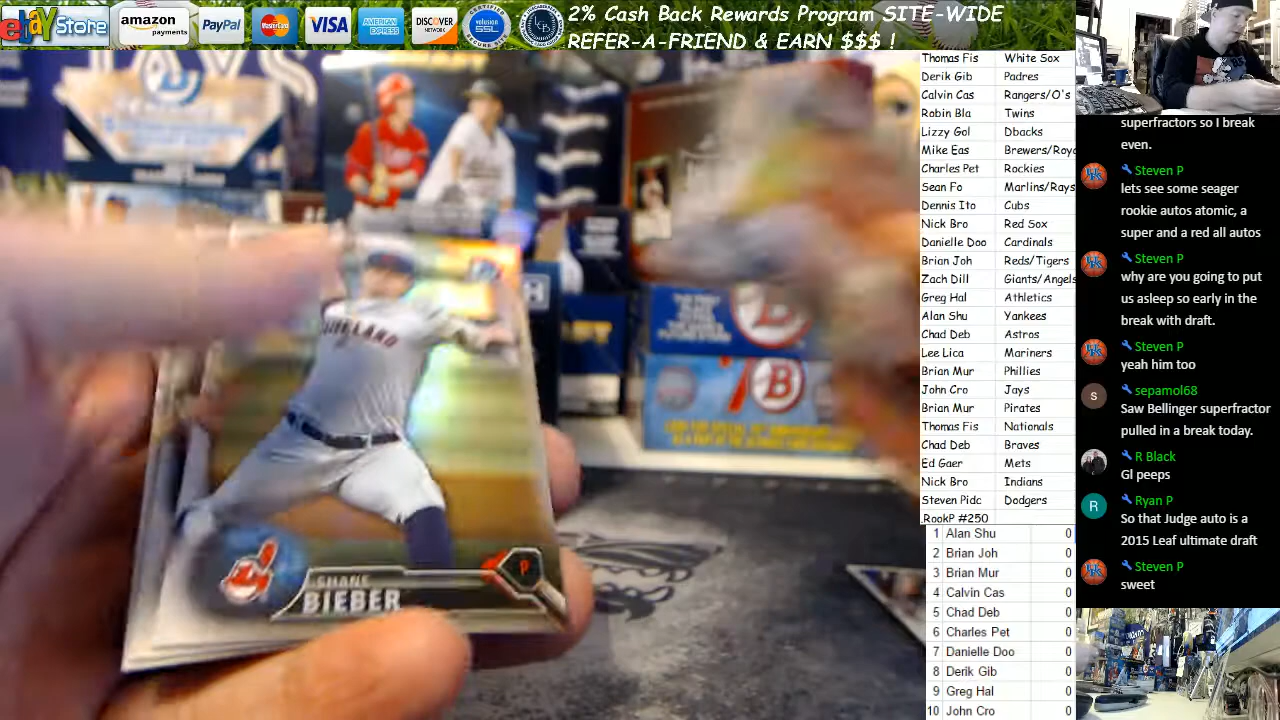 ebay Store
amazon
payments
PayPal
MasterCard
VISA
AMERICAN EXPRESS
DISCOVER
NETWORK
SSL
2% Cash Back Rewards Program SITE-WIDE
REFER-A-FRIEND & EARN $$$ !
Thomas Fis White Sox
Derik Gib Padres
Calvin Cas Rangers/O's
Robin Bla Twins
Lizzy Gol Dbacks
Mike Eas Brewers/Roya
Charles Pet Rockies
Sean Fo Marlins/Rays
Dennis Ito Cubs
Nick Bro Red Sox
Danielle Doo Cardinals
Brian Joh Reds/Tigers
Zach Dill Giants/Angels
Greg Hal Athletics
Alan Shu Yankees
Chad Deb Astros
Lee Lica Mariners
Brian Mur Phillies
John Cro Jays
Brian Mur Pirates
Thomas Fis Nationals
Chad Deb Braves
Ed Gaer Mets
Nick Bro Indians
Steven Pidc Dodgers
.RookP #250
1 Alan Shu 0
2 Brian Joh 0
3 Brian Mur 0
4 Calvin Cas 0
5 Chad Deb 0
6 Charles Pet 0
7 Danielle Doo 0
8 Derik Gib 0
9 Greg Hal 0
10 John Cro 0
superfractors so I break
even.
Steven P
lets see some seager
rookie autos atomic, a
super and a red all autos
Steven P
why are you going to put
us asleep so early in the
break with draft.
Steven P
yeah him too
s sepamol68
Saw Bellinger superfractor
pulled in a break today.
R Black
Gl peeps
R Ryan P
So that Judge auto is a
2015 Leaf ultimate draft
Steven P
sweet
CLEVELAND
SHANE
BIEBER
P
B